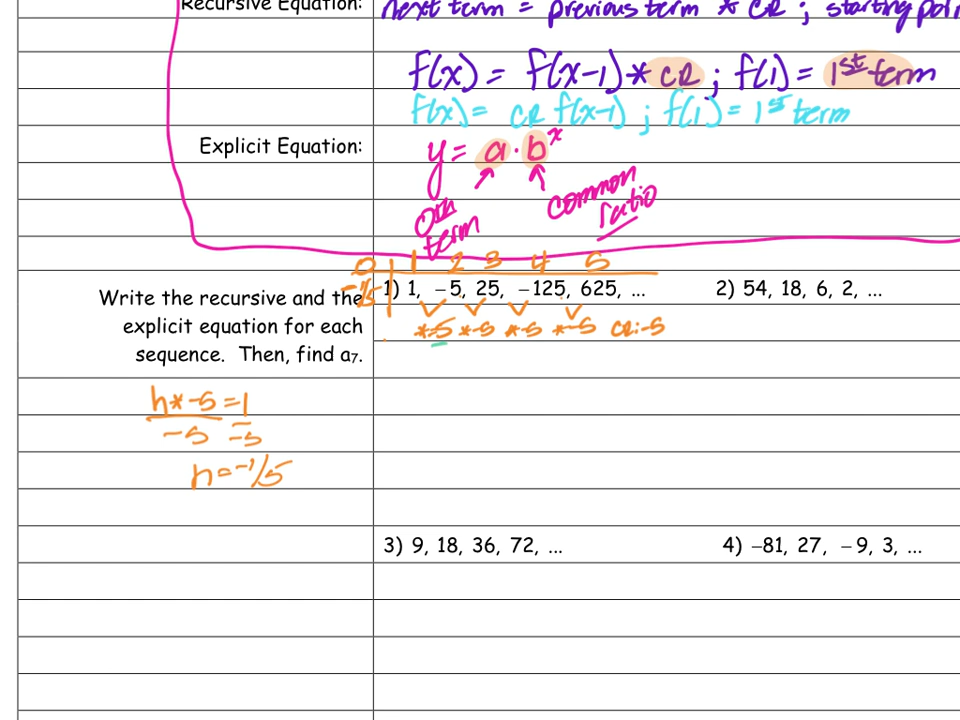 Recursive Equation: next term = previous term * CR ; starting
f(x) = f(x-1) * CR ; f(1) = 1st term
f(x) = CR f(x-1) ; f(1) = 1st term
Explicit Equation: y = a · b^x
0th term
common ratio
0 | 1 2 3 4 5
-1/5
1) 1, −5, 25, −125, 625, ... 2) 54, 18, 6, 2, ...
*-5 *-5 *-5 *-5 CR:-5
Write the recursive and the
explicit equation for each
sequence. Then, find a₇.
n * -5 = 1
-5 -5
n = -1/5
3) 9, 18, 36, 72, ... 4) −81, 27, −9, 3, ...